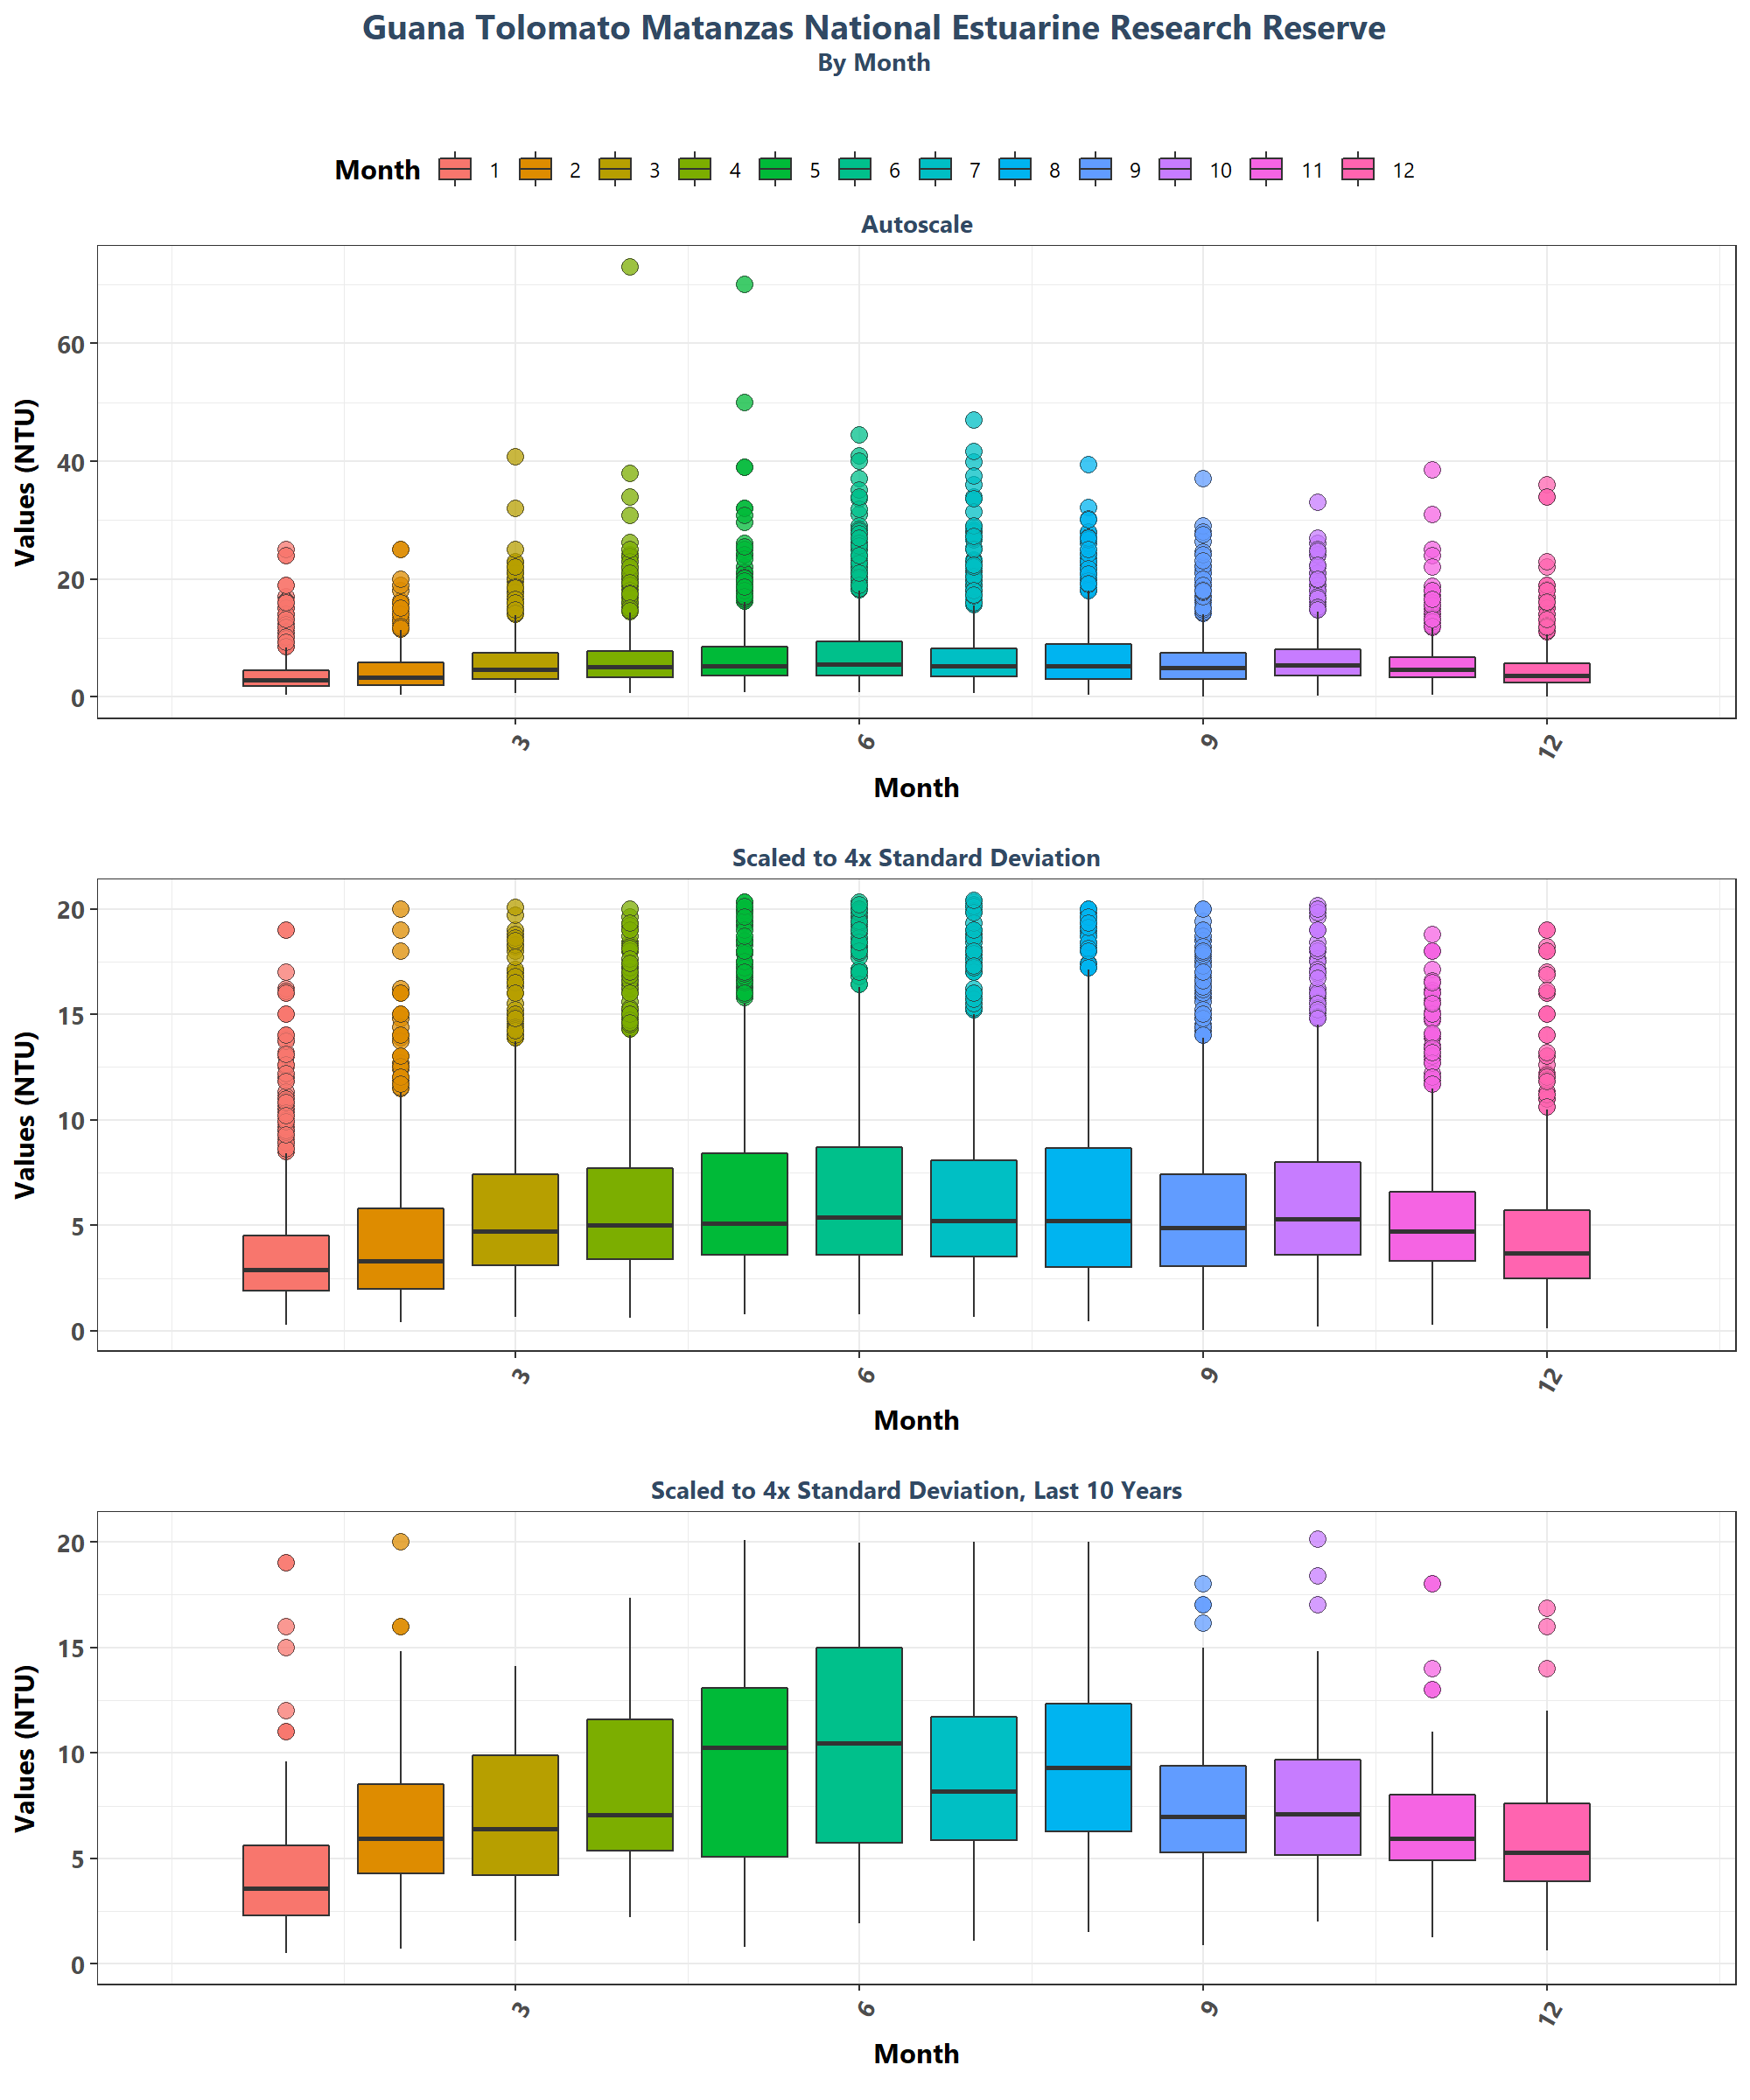 Guana Tolomato Matanzas National Estuarine Research Reserve
By Month
Month 1 2 3 4 5 6 7 8 9 10 11 12
Autoscale
Values (NTU)
60
40
20
0
3 6 9 12
Month
Scaled to 4x Standard Deviation
Values (NTU)
20
15
10
5
0
3 6 9 12
Month
Scaled to 4x Standard Deviation, Last 10 Years
Values (NTU)
20
15
10
5
0
3 6 9 12
Month